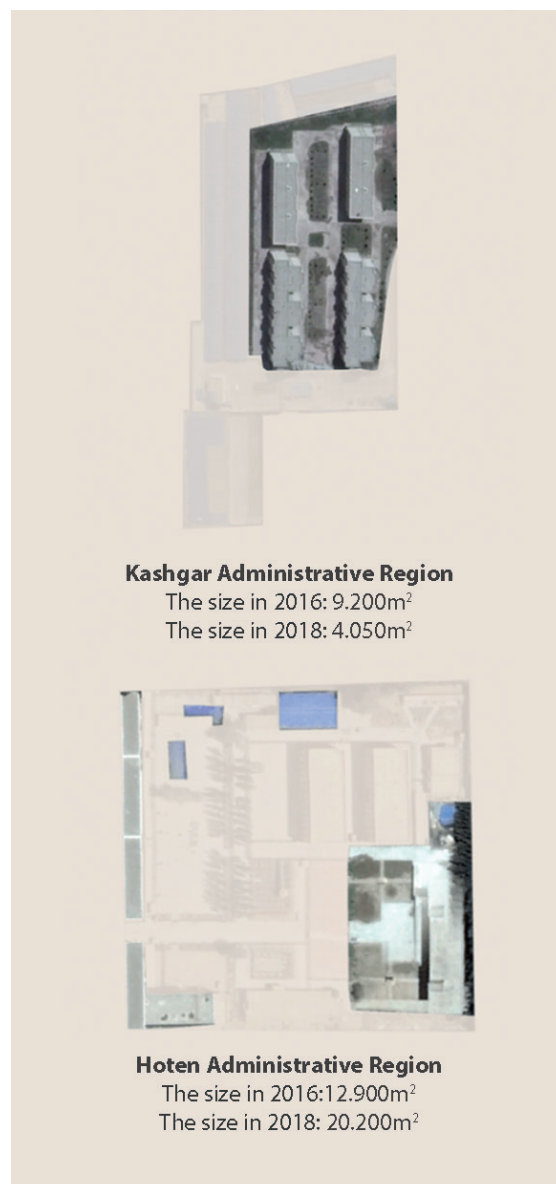 Kashgar Administrative Region
The size in 2016: 9.200m²
The size in 2018: 4.050m²
Hoten Administrative Region
The size in 2016:12.900m²
The size in 2018: 20.200m²